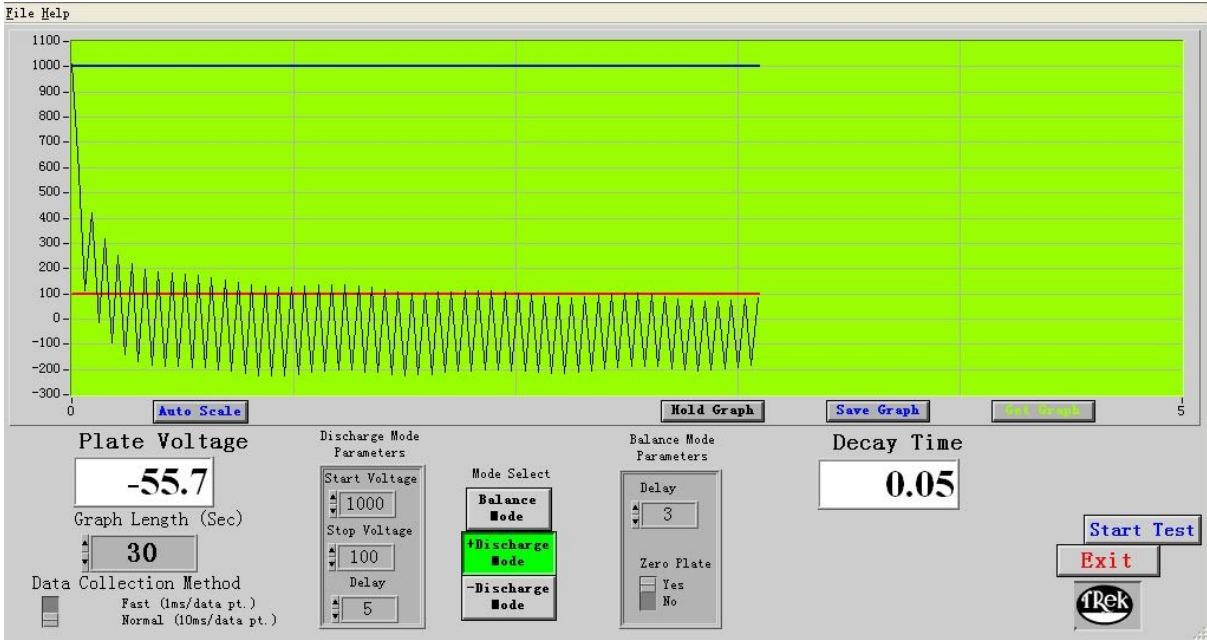 File Help
1100
1000
900
800
700
600
500
400
300
200
100
0
-100
-200
-300
0
5
Auto Scale
Hold Graph
Save Graph
Get Graph
Plate Voltage
-55.7
Graph Length (Sec)
30
Data Collection Method
Fast (1ms/data pt.)
Normal (10ms/data pt.)
Discharge Mode
Parameters
Start Voltage
1000
Stop Voltage
100
Delay
5
Mode Select
Balance
Mode
+Discharge
Mode
-Discharge
Mode
Balance Mode
Parameters
Delay
3
Zero Plate
Yes
No
Decay Time
0.05
Start Test
Exit
TRek